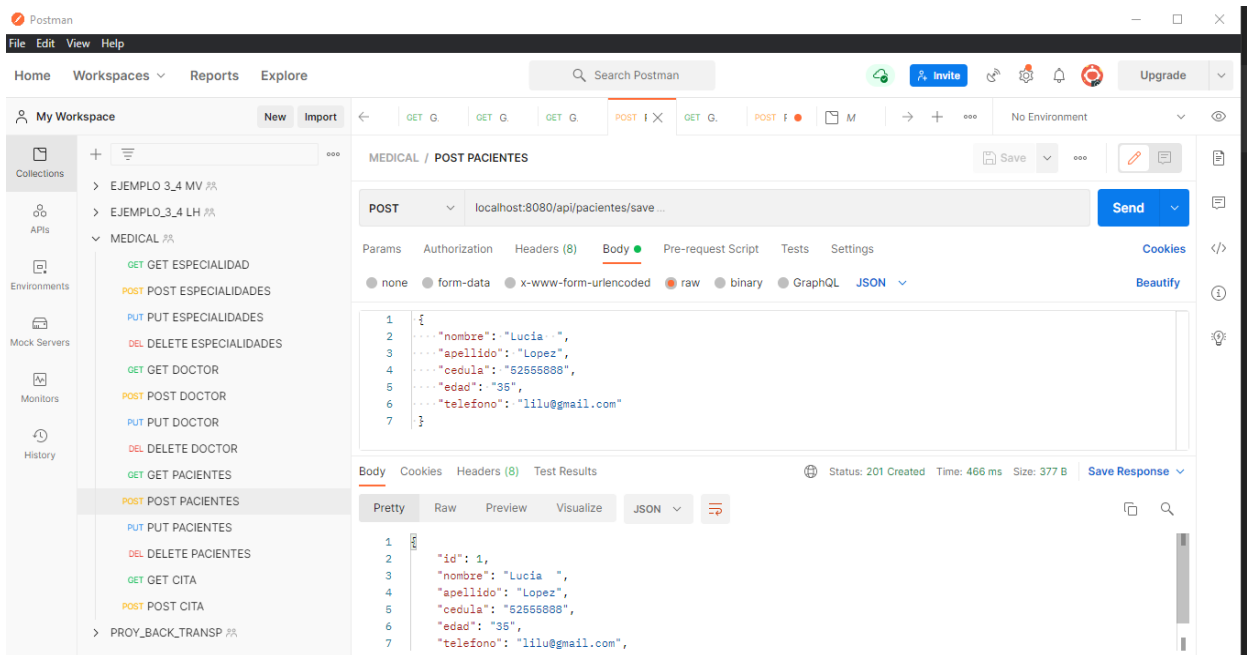 Postman
File Edit View Help
Home Workspaces Reports Explore Search Postman Invite Upgrade
My Workspace New Import GET G. GET G. GET G. POST GET G. POST M No Environment
Collections
APIs
Environments
Mock Servers
Monitors
History
EJEMPLO 3_4 MV
EJEMPLO_3_4 LH
MEDICAL
GET GET ESPECIALIDAD
POST POST ESPECIALIDADES
PUT PUT ESPECIALIDADES
DEL DELETE ESPECIALIDADES
GET GET DOCTOR
POST POST DOCTOR
PUT PUT DOCTOR
DEL DELETE DOCTOR
GET GET PACIENTES
POST POST PACIENTES
PUT PUT PACIENTES
DEL DELETE PACIENTES
GET GET CITA
POST POST CITA
PROY_BACK_TRANSP
MEDICAL / POST PACIENTES Save
POST localhost:8080/api/pacientes/save ... Send
Params Authorization Headers (8) Body Pre-request Script Tests Settings Cookies
none form-data x-www-form-urlencoded raw binary GraphQL JSON Beautify
1 {
2 "nombre": "Lucia  ",
3 "apellido": "Lopez",
4 "cedula": "52555888",
5 "edad": "35",
6 "telefono": "lilu@gmail.com"
7 }
Body Cookies Headers (8) Test Results Status: 201 Created Time: 466 ms Size: 377 B Save Response
Pretty Raw Preview Visualize JSON
1 {
2 "id": 1,
3 "nombre": "Lucia  ",
4 "apellido": "Lopez",
5 "cedula": "52555888",
6 "edad": "35",
7 "telefono": "lilu@gmail.com",